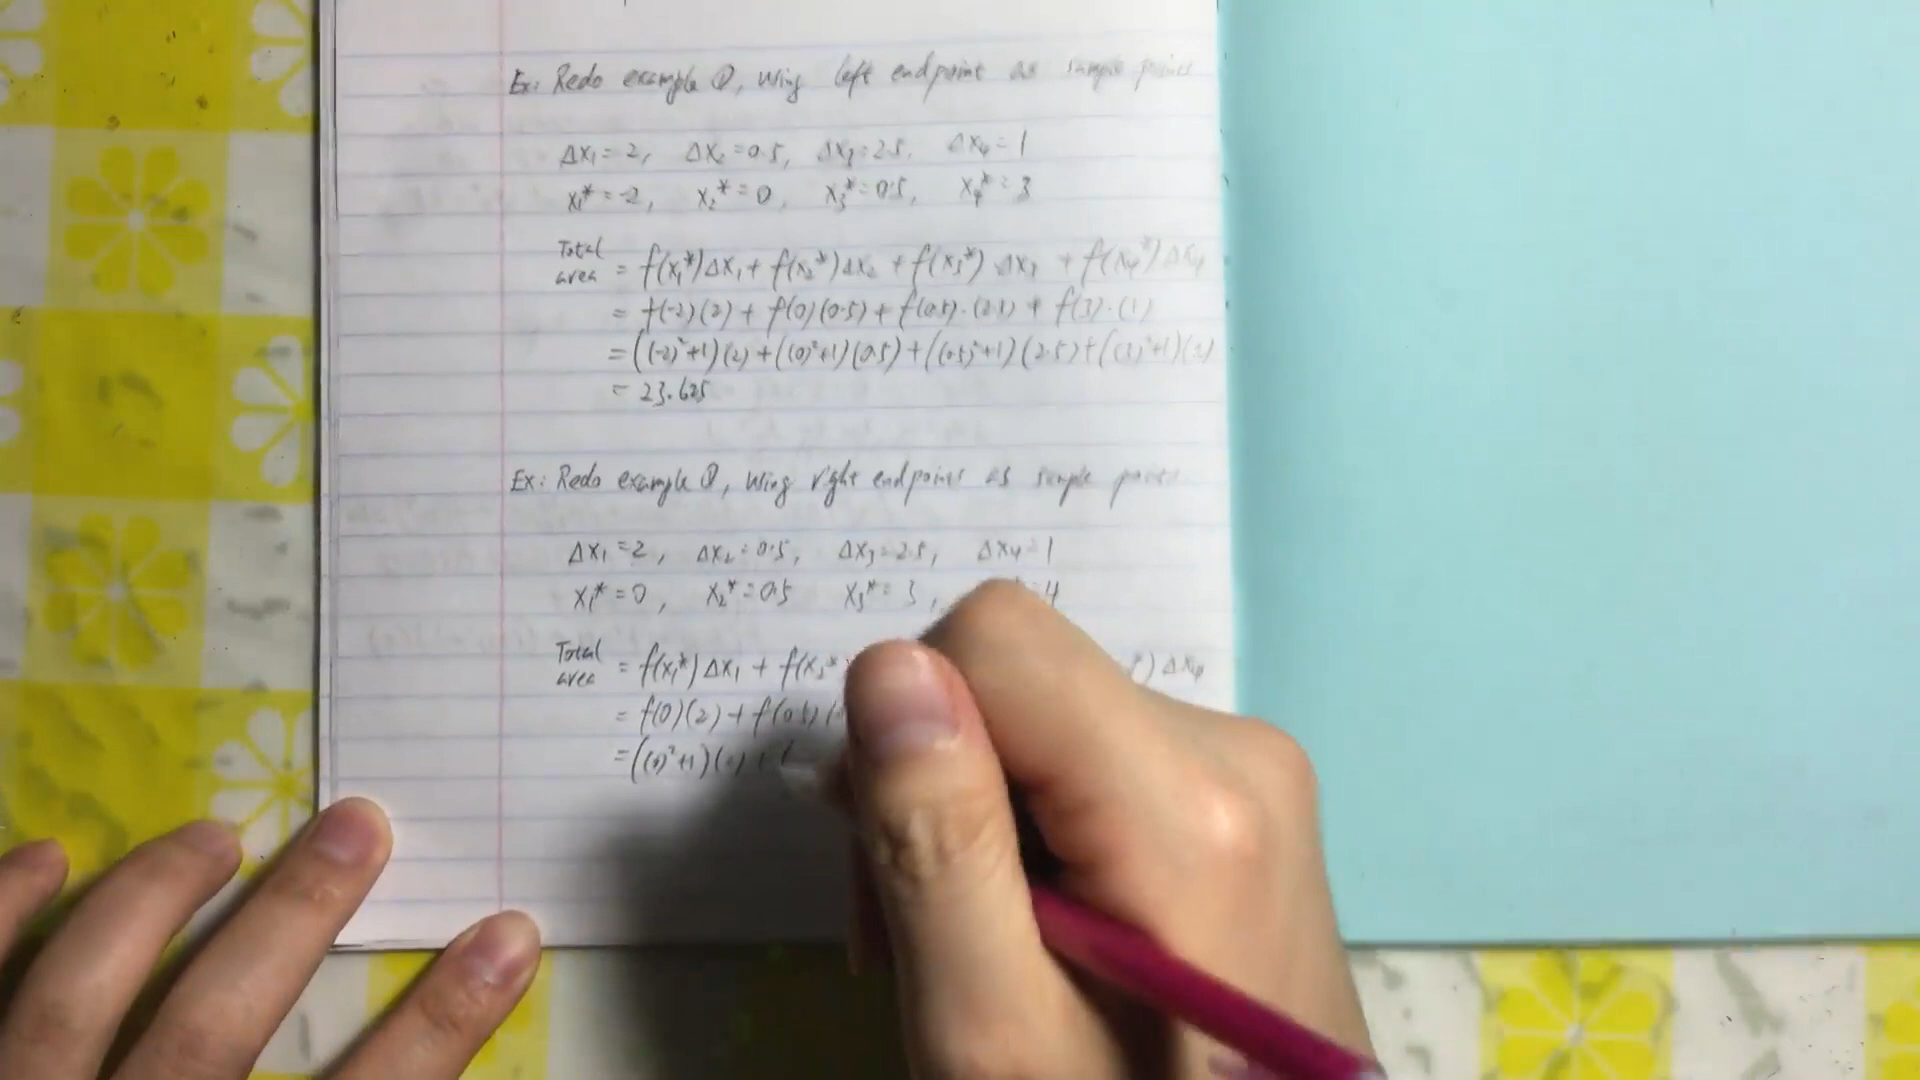 Ex: Redo example ①, using left endpoint as sample points
Δx₁=2, Δx₂=0.5, Δx₃=2.5, Δx₄=1
x₁*=-2, x₂*=0, x₃*=0.5, x₄*=3
Total area = f(x₁*)Δx₁+ f(x₂*)Δx₂ + f(x₃*) Δx₃ + f(x₄*)Δx₄
= f(-2)(2) + f(0)(0.5) + f(0.5)·(2.5) + f(3)·(1)
=((-2)²+1)(2)+((0)²+1)(0.5)+((0.5)²+1)(2.5)+((3)²+1)(1)
= 23.625
Ex: Redo example ①, using right endpoints as sample points
Δx₁=2, Δx₂=0.5, Δx₃=2.5, Δx₄=1
x₁*=0, x₂*=0.5 x₃*=3, =4
Total area = f(x₁*)Δx₁ + f(x ) Δx₄
= f(0)(2)+f(0.5)(
=((0)²+1)( )+(